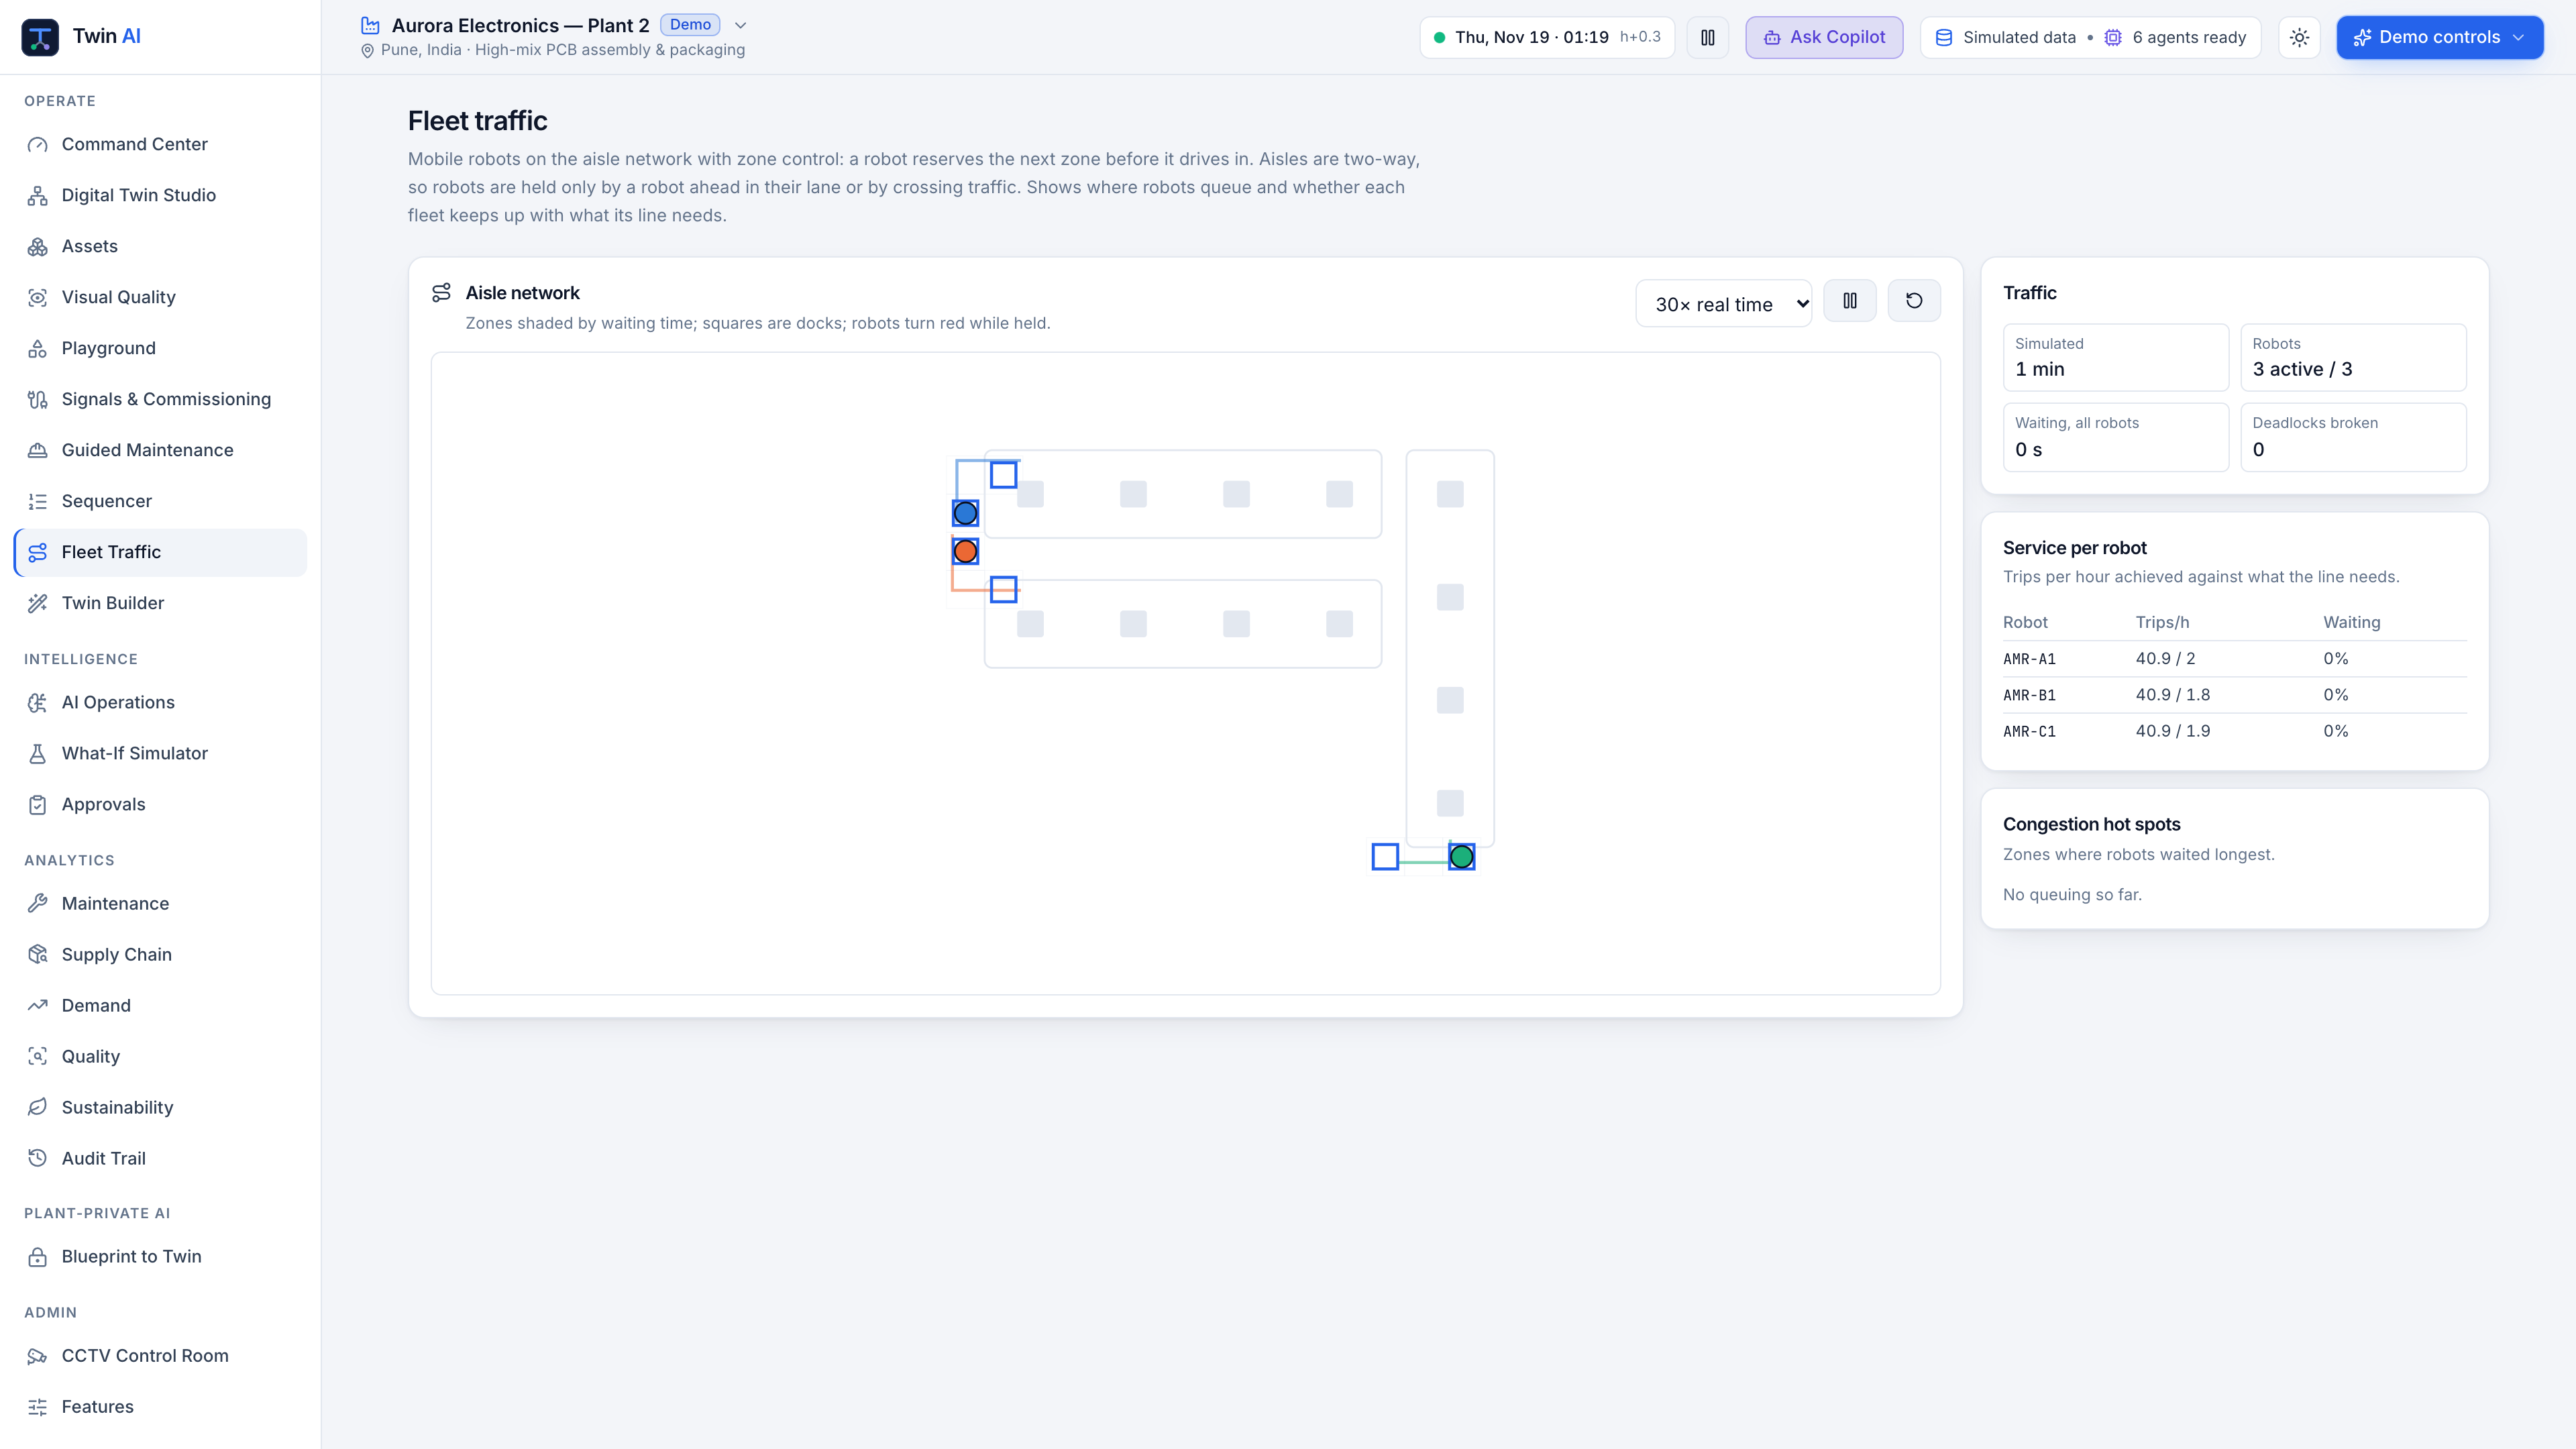 Twin AI
Aurora Electronics — Plant 2 Demo
Pune, India · High-mix PCB assembly & packaging
Thu, Nov 19 · 01:19 h+0.3
Ask Copilot
Simulated data • 6 agents ready
Demo controls
OPERATE
Command Center
Digital Twin Studio
Assets
Visual Quality
Playground
Signals & Commissioning
Guided Maintenance
Sequencer
Fleet Traffic
Twin Builder
INTELLIGENCE
AI Operations
What-If Simulator
Approvals
ANALYTICS
Maintenance
Supply Chain
Demand
Quality
Sustainability
Audit Trail
PLANT-PRIVATE AI
Blueprint to Twin
ADMIN
CCTV Control Room
Features
Fleet traffic
Mobile robots on the aisle network with zone control: a robot reserves the next zone before it drives in. Aisles are two-way,
so robots are held only by a robot ahead in their lane or by crossing traffic. Shows where robots queue and whether each
fleet keeps up with what its line needs.
Aisle network
Zones shaded by waiting time; squares are docks; robots turn red while held.
30× real time
Traffic
Simulated
1 min
Robots
3 active / 3
Waiting, all robots
0 s
Deadlocks broken
0
Service per robot
Trips per hour achieved against what the line needs.
Robot Trips/h Waiting
AMR-A1 40.9 / 2 0%
AMR-B1 40.9 / 1.8 0%
AMR-C1 40.9 / 1.9 0%
Congestion hot spots
Zones where robots waited longest.
No queuing so far.